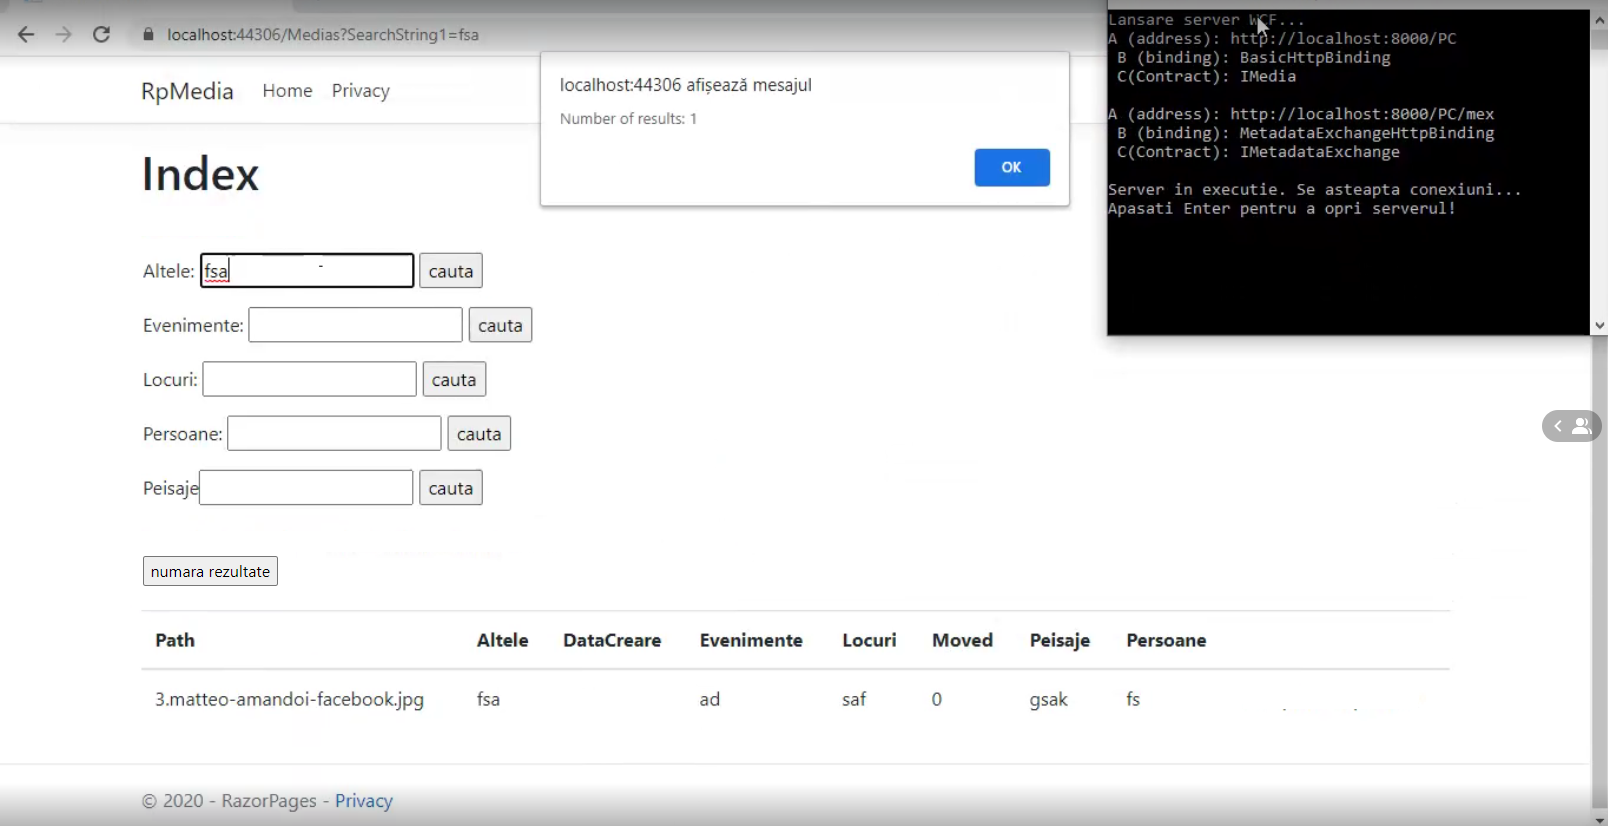 localhost:44306/Medias?SearchString1=fsa
RpMedia Home Privacy
localhost:44306 afișează mesajul
Number of results: 1
OK
Lansare server WCF...
A (address): http://localhost:8000/PC
B (binding): BasicHttpBinding
C(Contract): IMedia
A (address): http://localhost:8000/PC/mex
B (binding): MetadataExchangeHttpBinding
C(Contract): IMetadataExchange
Server in executie. Se asteapta conexiuni...
Apasati Enter pentru a opri serverul!
Index
Altele: fsa cauta
Evenimente: cauta
Locuri: cauta
Persoane: cauta
Peisaje cauta
numara rezultate
Path Altele DataCreare Evenimente Locuri Moved Peisaje Persoane
3.matteo-amandoi-facebook.jpg fsa ad saf 0 gsak fs
© 2020 - RazorPages - Privacy